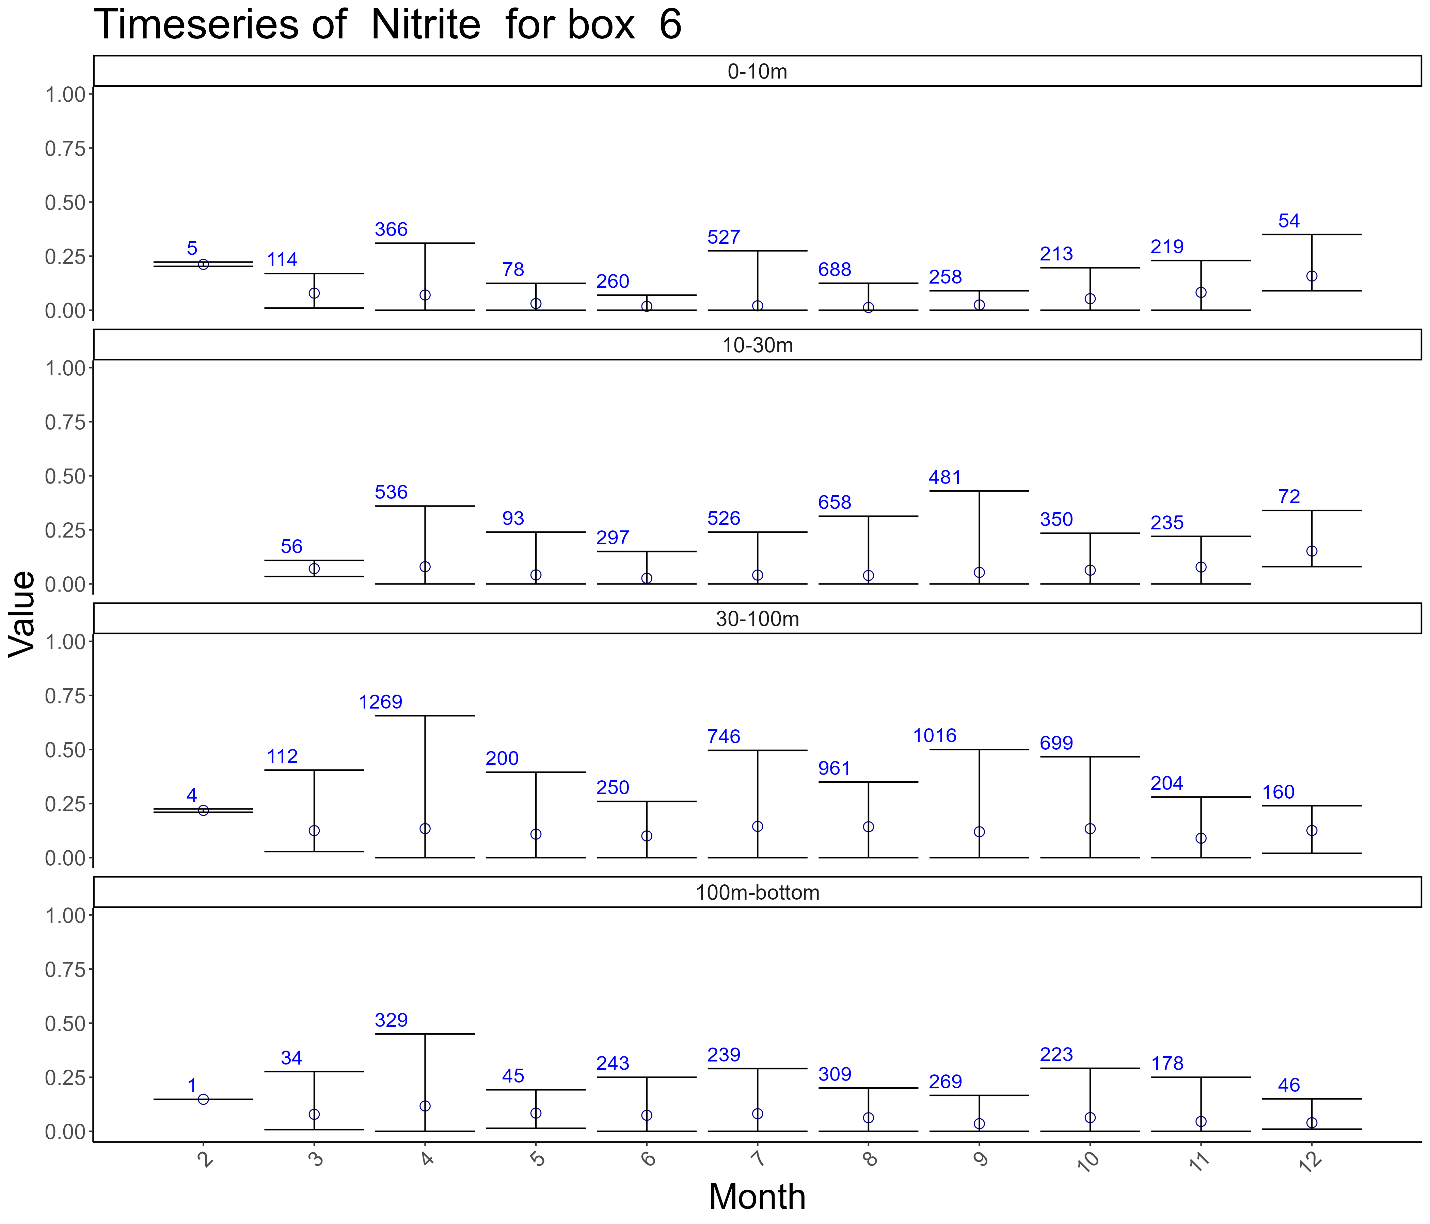 Timeseries of  Nitrite  for box  6
0-10m
1.00
0.75
0.50
0.25
0.00
5 114 366 78 260 527 688 258 213 219 54
10-30m
1.00
0.75
0.50
0.25
0.00
56 536 93 297 526 658 481 350 235 72
30-100m
1.00
0.75
0.50
0.25
0.00
4 112 1269 200 250 746 961 1016 699 204 160
100m-bottom
1.00
0.75
0.50
0.25
0.00
1 34 329 45 243 239 309 269 223 178 46
2 3 4 5 6 7 8 9 10 11 12
Month
Value